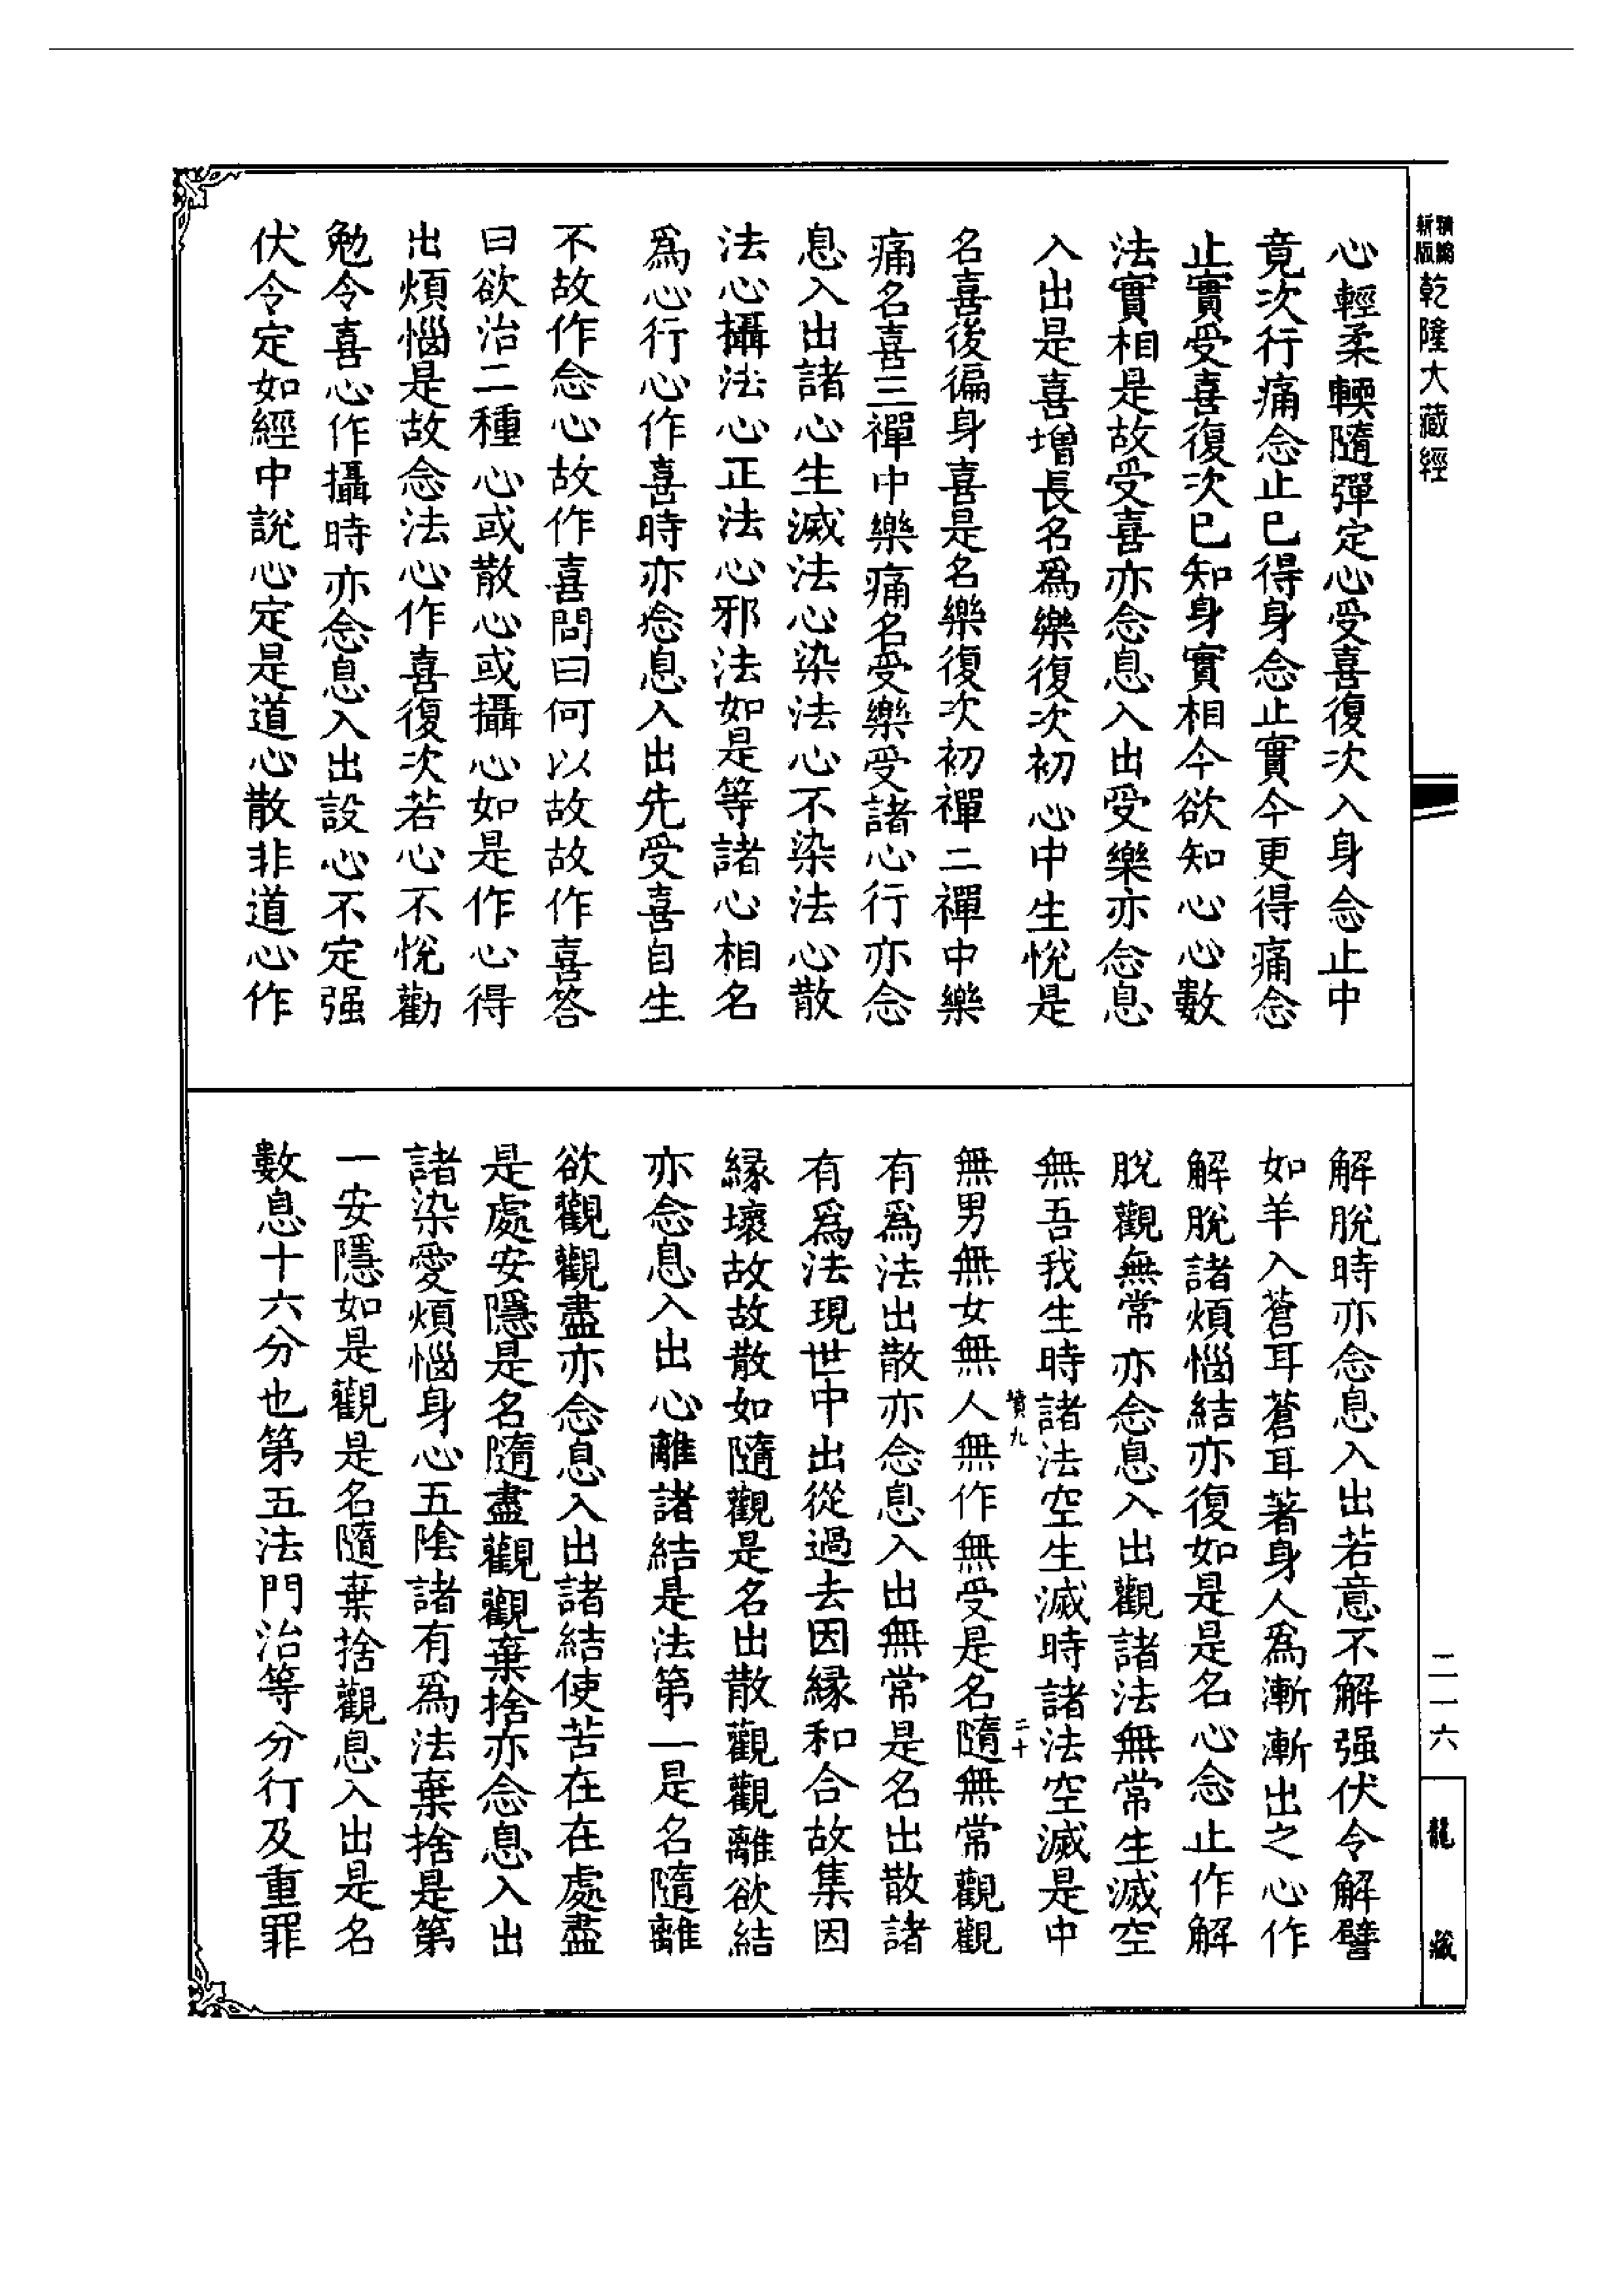 新版精編乾隆大藏經
心輕柔輭隨彈定心受喜復次入身念止中
竟次行痛念止已得身念止實今更得痛念
止實受喜復次已知身實相今欲知心心數
法實相是故受喜亦念息入出受樂亦念息
入出是喜增長名爲樂復次初心中生悅是
名喜後徧身喜是名樂復次初禪二禪中樂
痛名喜三禪中樂痛名受樂受諸心行亦念
息入出諸心生滅法心染法心不染法心散
法心攝法心正法心邪法如是等諸心相名
爲心行心作喜時亦念息入出先受喜自生
不故作念心故作喜問曰何以故故作喜答
曰欲治二種心或散心或攝心如是作心得
出煩惱是故念法心作喜復次若心不悅勸
勉令喜心作攝時亦念息入出設心不定强
伏令定如經中說心定是道心散非道心作
解脫時亦念息入出若意不解强伏令解譬
如羊入蒼耳蒼耳著身人爲漸漸出之心作
解脫諸煩惱結亦復如是是名心念止作解
脫觀無常亦念息入出觀諸法無常生滅空
無吾我生時諸法空生滅時諸法空滅是中
墳九
二十
無男無女無人無作無受是名隨無常觀觀
有爲法出散亦念息入出無常是名出散諸
有爲法現世中出從過去因緣和合故集因
緣壞故故散如隨觀是名出散觀觀離欲結
亦念息入出心離諸結是法第一是名隨離
欲觀觀盡亦念息入出諸結使苦在在處盡
是處安隱是名隨盡觀觀棄捨亦念息入出
諸染愛煩惱身心五陰諸有爲法棄捨是第
一安隱如是觀是名隨棄捨觀息入出是名
數息十六分也第五法門治等分行及重罪
二一六
龍藏